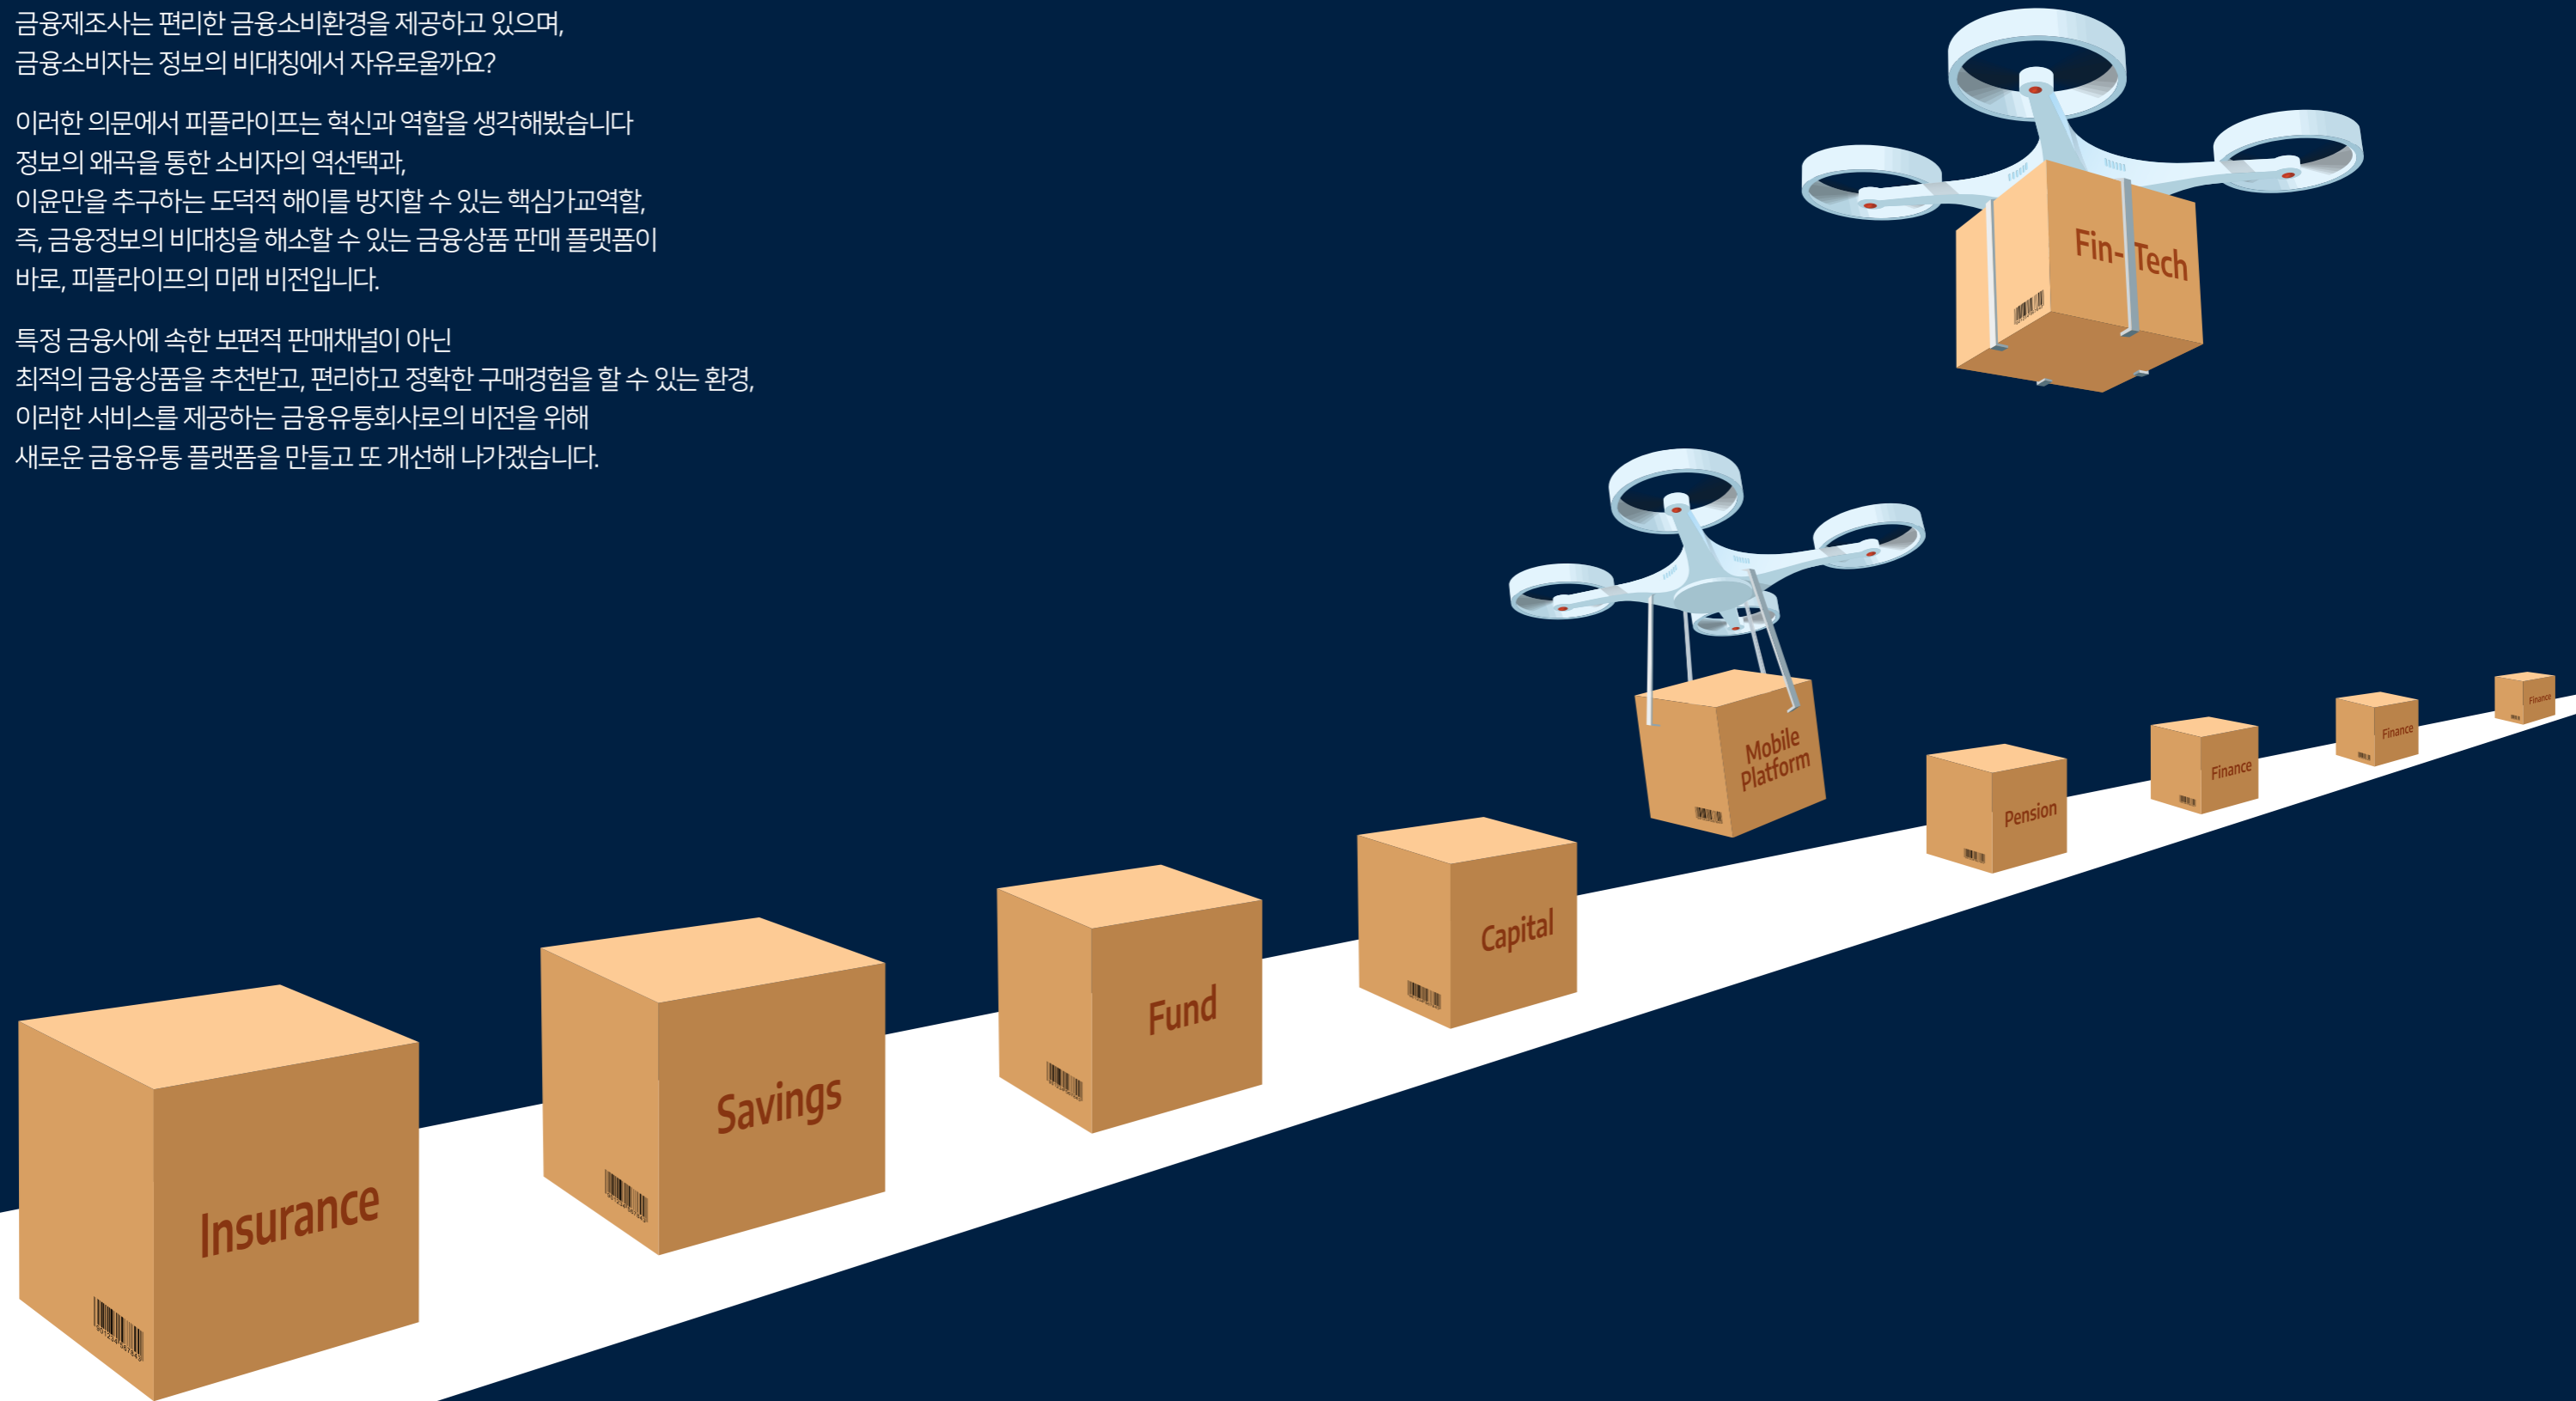 금융제조사는 편리한 금융소비환경을 제공하고 있으며,
금융소비자는 정보의 비대칭에서 자유로울까요?
이러한 의문에서 피플라이프는 혁신과 역할을 생각해봤습니다
정보의 왜곡을 통한 소비자의 역선택과,
이윤만을 추구하는 도덕적 해이를 방지할 수 있는 핵심가교역할,
즉, 금융정보의 비대칭을 해소할 수 있는 금융상품 판매 플랫폼이
바로, 피플라이프의 미래 비전입니다.
특정 금융사에 속한 보편적 판매채널이 아닌
최적의 금융상품을 추천받고, 편리하고 정확한 구매경험을 할 수 있는 환경,
이러한 서비스를 제공하는 금융유통회사로의 비전을 위해
새로운 금융유통 플랫폼을 만들고 또 개선해 나가겠습니다.
Fin-Tech
Mobile
Platform
Insurance
Savings
Fund
Capital
Pension
Finance
Finance
Finance